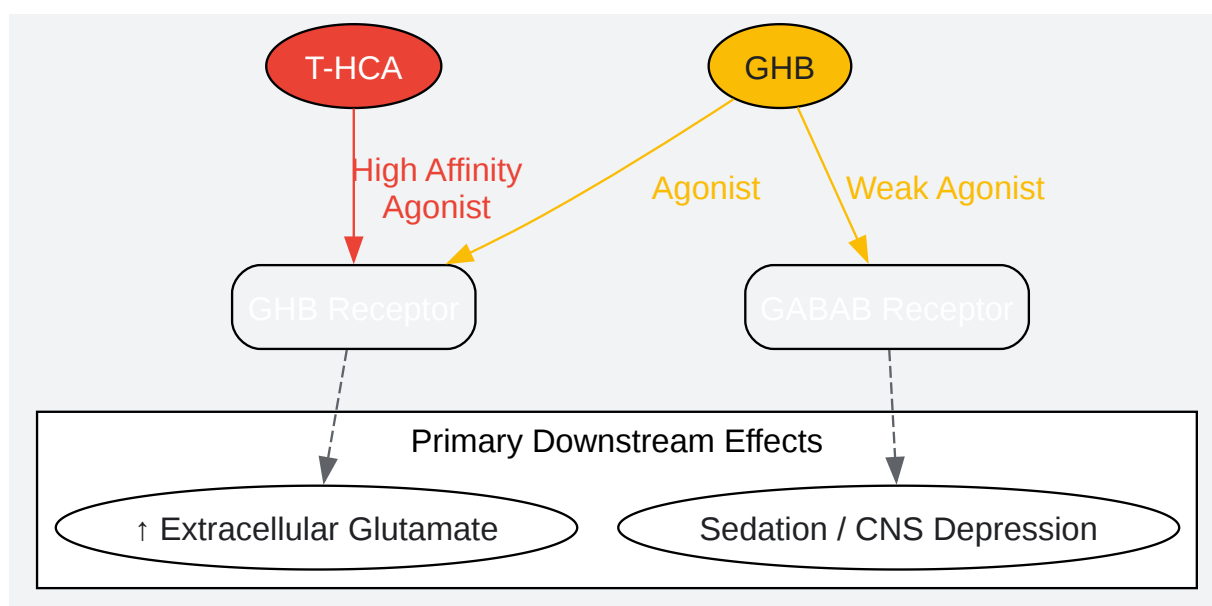 T-HCA
GHB
High Affinity
Agonist
Agonist
Weak Agonist
GHB Receptor
GABAB Receptor
Primary Downstream Effects
↑ Extracellular Glutamate
Sedation / CNS Depression